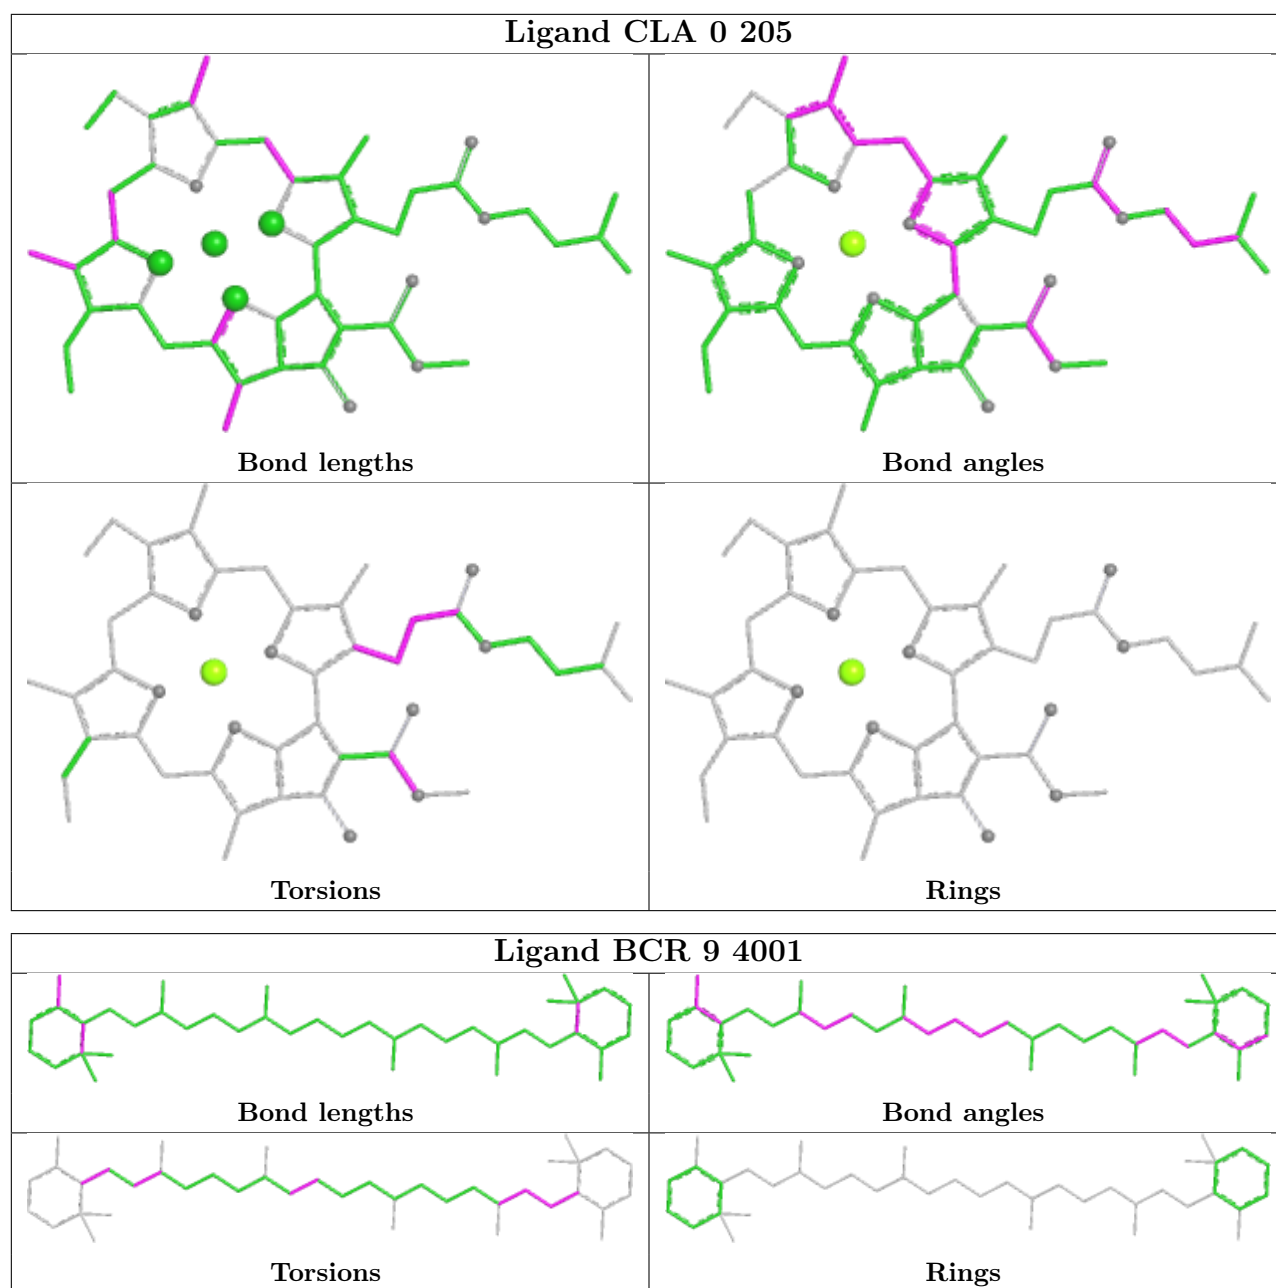 Ligand CLA 0 205
Bond lengths
Bond angles
Torsions
Rings
Ligand BCR 9 4001
Bond lengths
Bond angles
Torsions
Rings